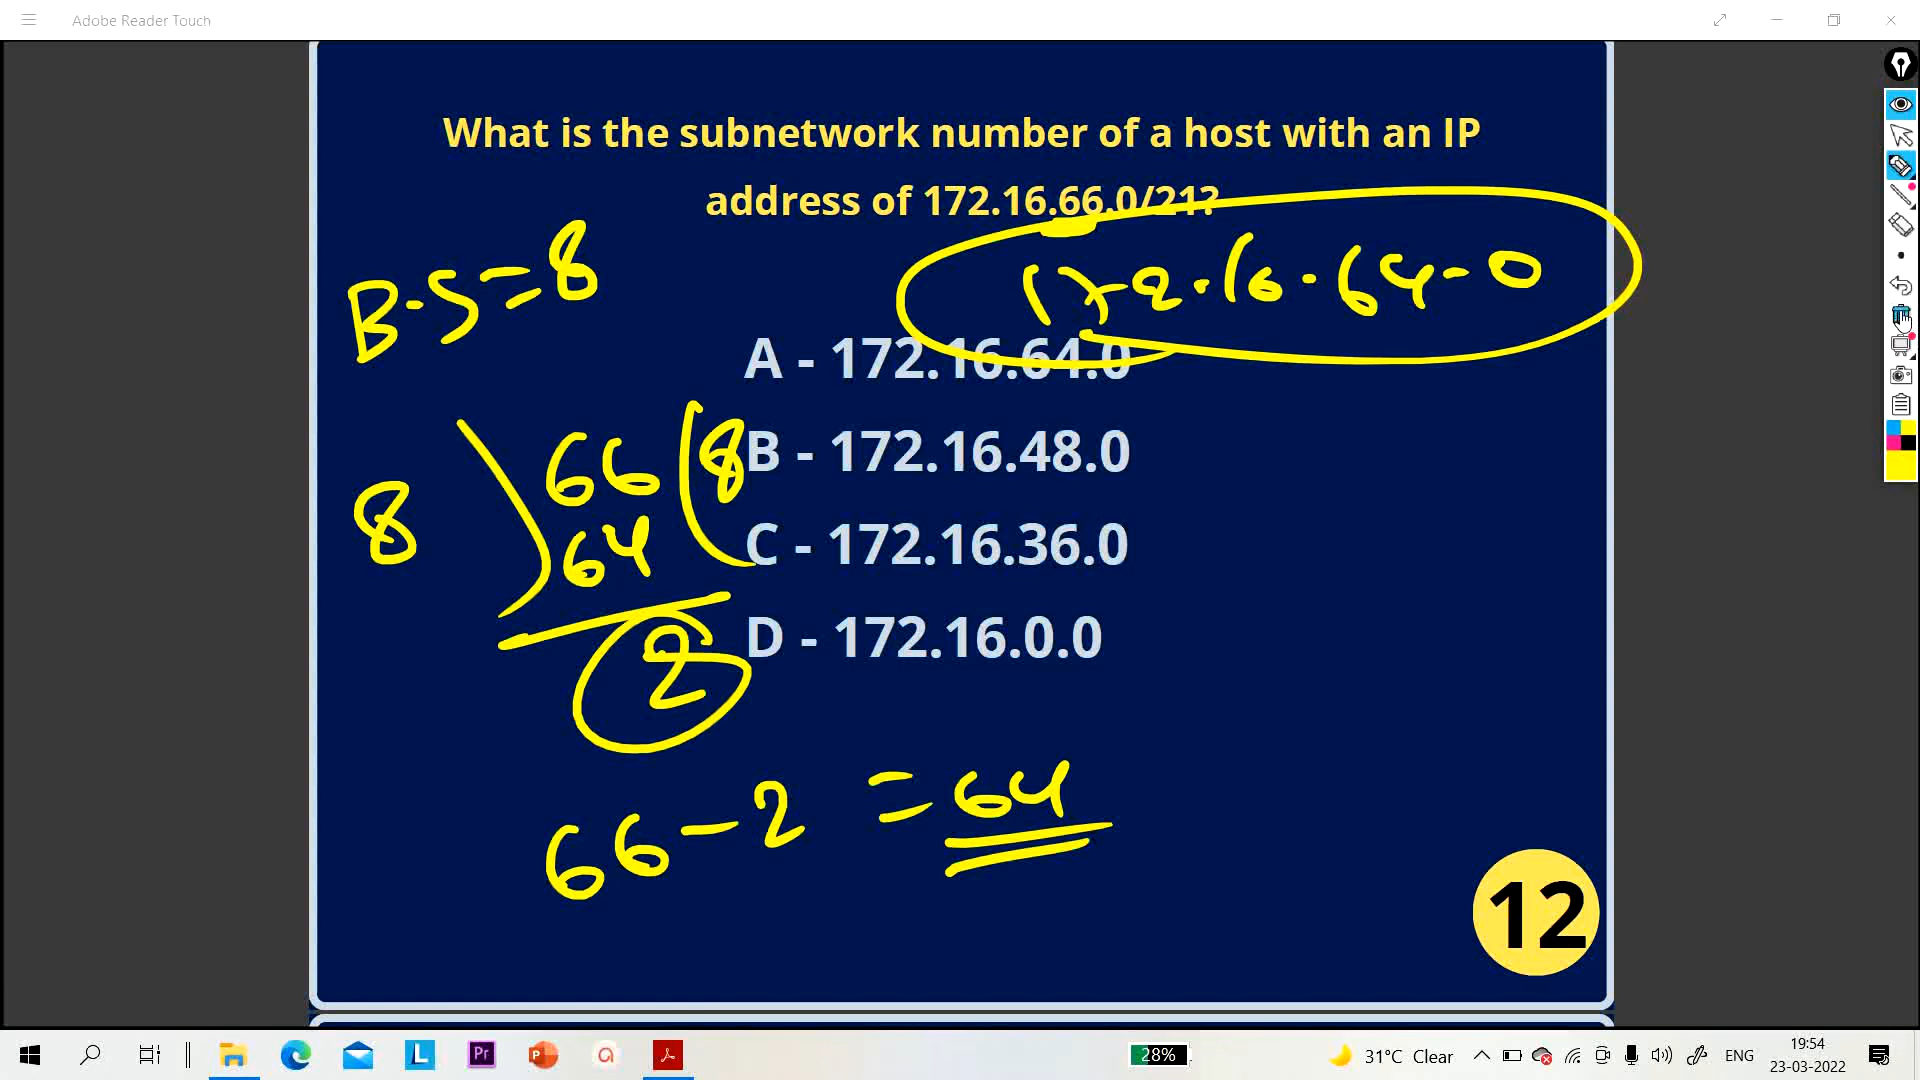 Adobe Reader Touch
What is the subnetwork number of a host with an IP
address of 172.16.66.0/21?
B-S=8
172.16.64.0
A - 172.16.64.0
8 ) 66 ( 8
64
2
B - 172.16.48.0
C - 172.16.36.0
D - 172.16.0.0
66-2 =64
12
L
Pr
P
28%
31°C Clear
ENG
19:54
23-03-2022